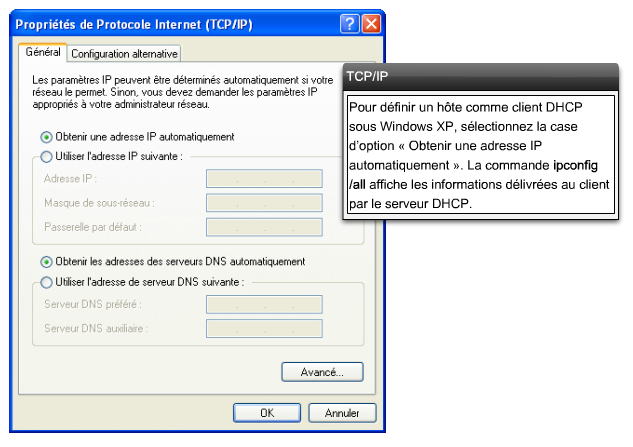 Propriétés de Protocole Internet (TCP/IP)
Général
Configuration alternative
Les paramètres IP peuvent être déterminés automatiquement si votre
réseau le permet. Sinon, vous devez demander les paramètres IP
appropriés à votre administrateur réseau.
Obtenir une adresse IP automatiquement
Utiliser l'adresse IP suivante :
Adresse IP :
Masque de sous-réseau :
Passerelle par défaut :
Obtenir les adresses des serveurs DNS automatiquement
Utiliser l'adresse de serveur DNS suivante :
Serveur DNS préféré :
Serveur DNS auxiliaire :
Avancé...
OK
Annuler
TCP/IP
Pour définir un hôte comme client DHCP
sous Windows XP, sélectionnez la case
d'option « Obtenir une adresse IP
automatiquement ». La commande ipconfig
/all affiche les informations délivrées au client
par le serveur DHCP.